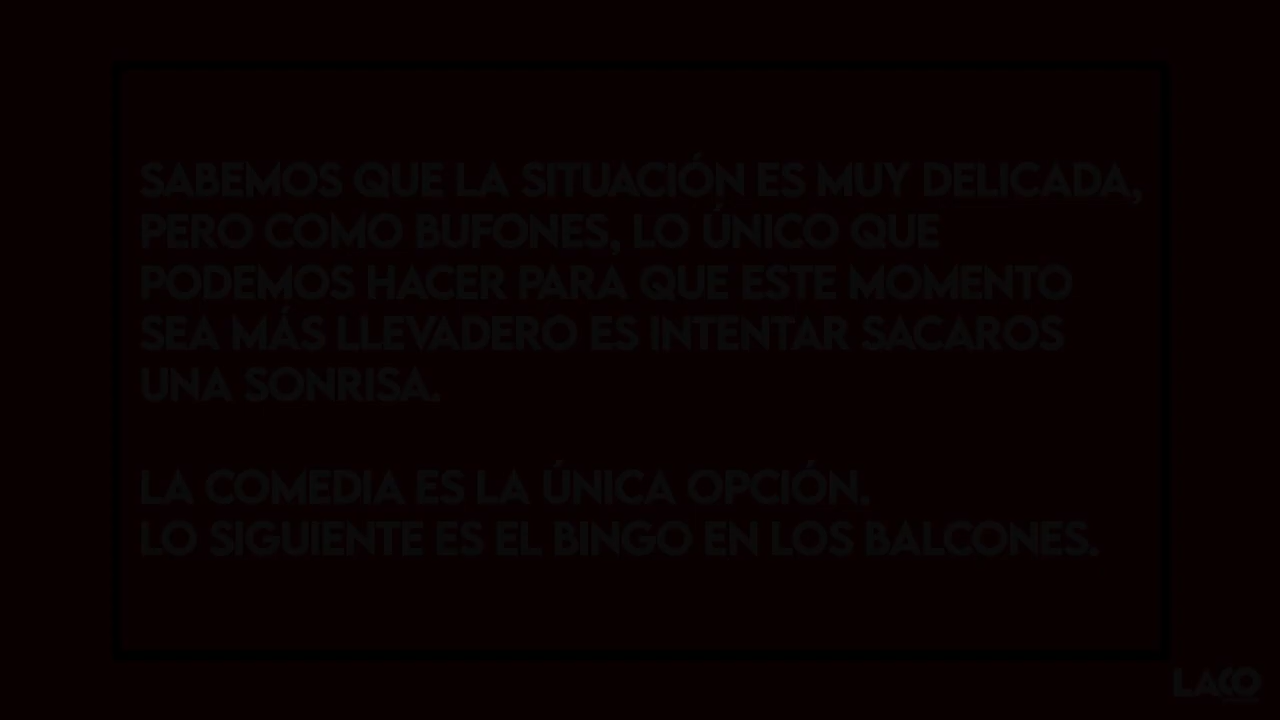 SABEMOS QUE LA SITUACIÓN ES MUY DELICADA,
PERO COMO BUFONES, LO ÚNICO QUE
PODEMOS HACER PARA QUE ESTE MOMENTO
SEA MÁS LLEVADERO ES INTENTAR SACAROS
UNA SONRISA.
LA COMEDIA ES LA ÚNICA OPCIÓN.
LO SIGUIENTE ES EL BINGO EN LOS BALCONES.